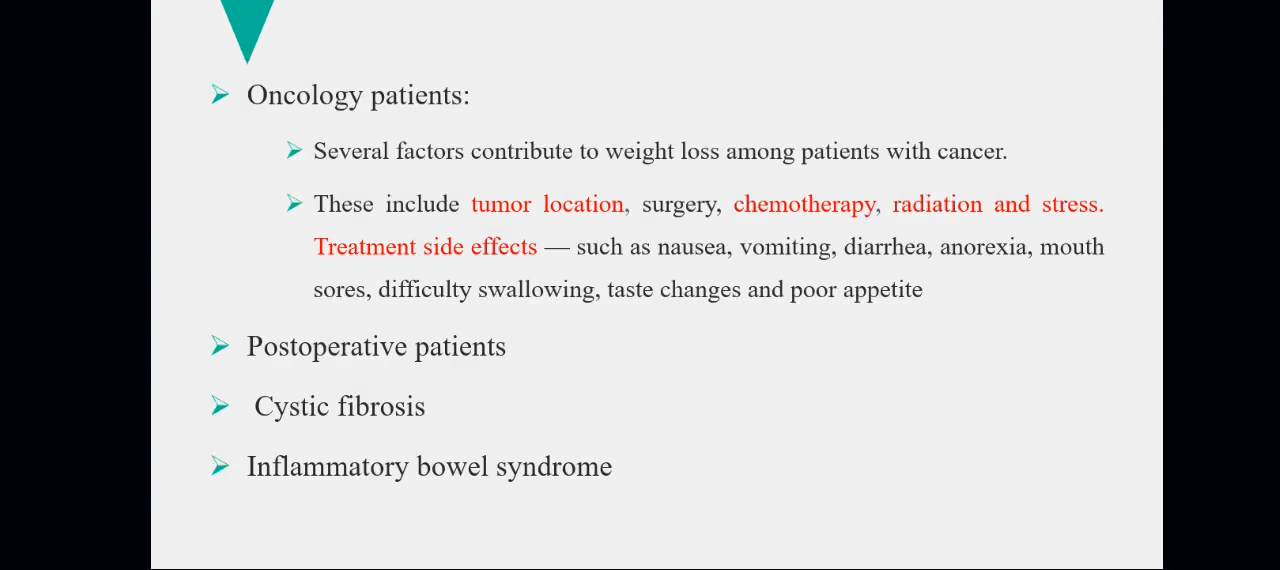 Oncology patients:
Several factors contribute to weight loss among patients with cancer.
These include tumor location, surgery, chemotherapy, radiation and stress.
Treatment side effects — such as nausea, vomiting, diarrhea, anorexia, mouth
sores, difficulty swallowing, taste changes and poor appetite
Postoperative patients
Cystic fibrosis
Inflammatory bowel syndrome